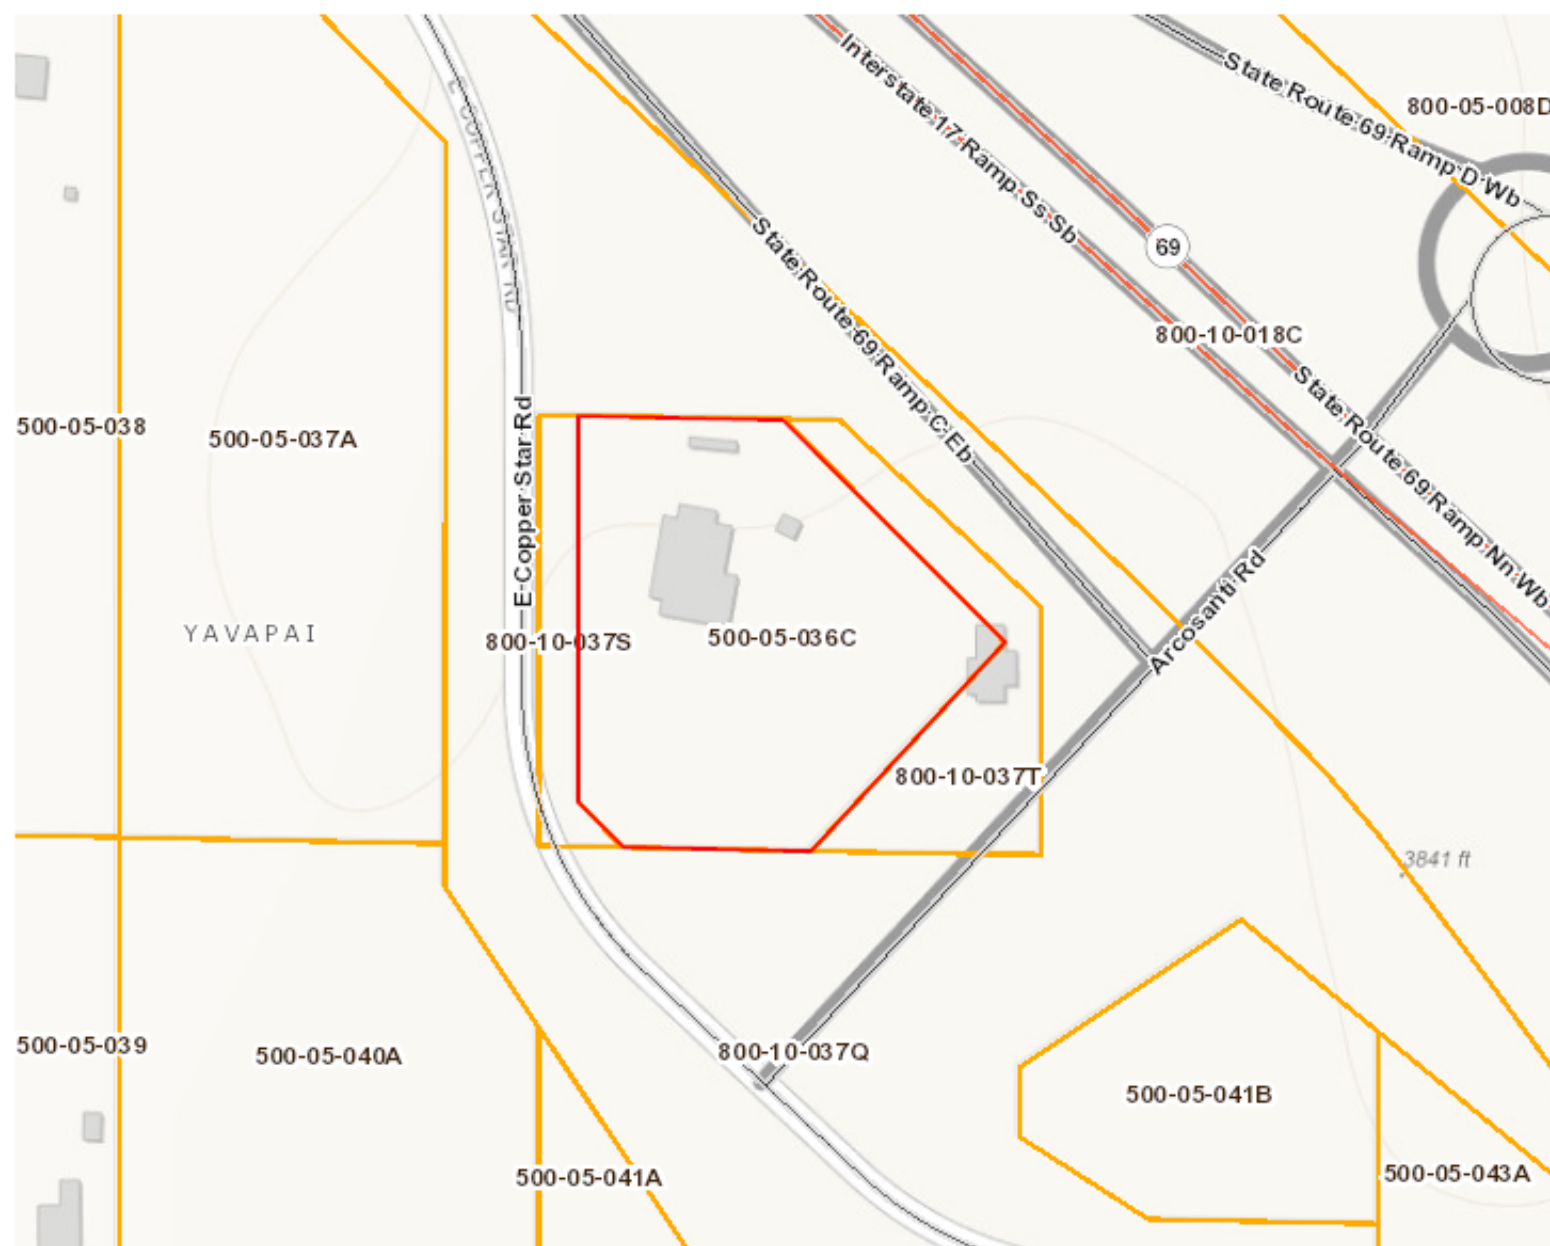 E COPPER STAR RD
Interstate 17 Ramp Ss Sb
State Route 69 Ramp D Wb
800-05-008D
State Route 69 Ramp C Eb
69
800-10-018C
State Route 69 Ramp Nn Wb
500-05-038
500-05-037A
E Copper Star Rd
Arcosanti Rd
YAVAPAI
800-10-037S
500-05-036C
800-10-037T
3841 ft
500-05-039
500-05-040A
800-10-037Q
500-05-041B
500-05-041A
500-05-043A